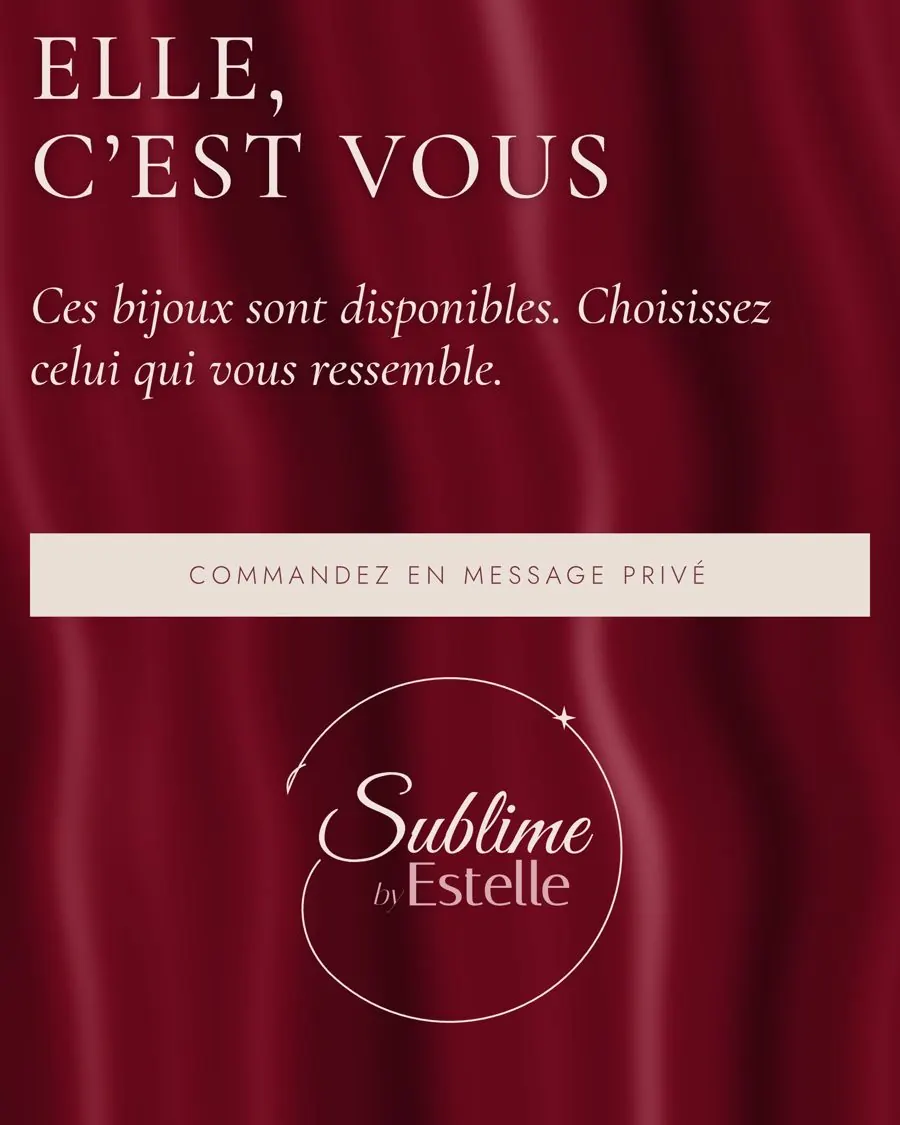 ELLE,
C’EST VOUS
Ces bijoux sont disponibles. Choisissez
celui qui vous ressemble.
COMMANDEZ EN MESSAGE PRIVÉ
Sublime
by Estelle